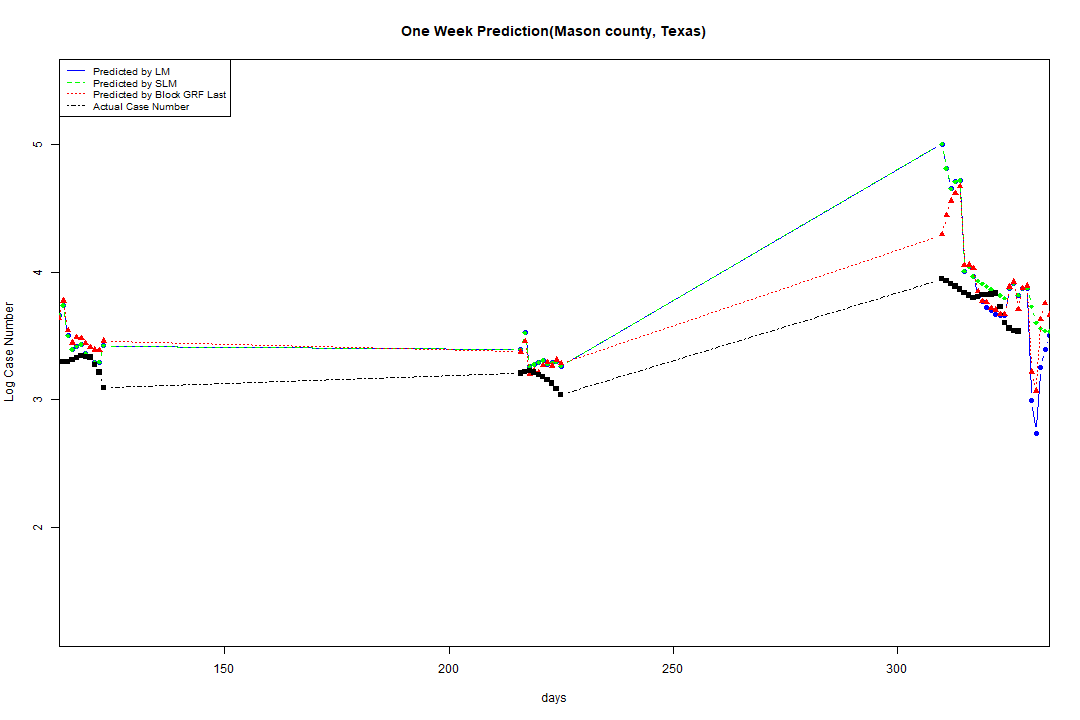 One Week Prediction(Mason county, Texas)
Predicted by LM
Predicted by SLM
Predicted by Block GRF Last
Actual Case Number
5
4
3
2
Log Case Number
150 200 250 300
days